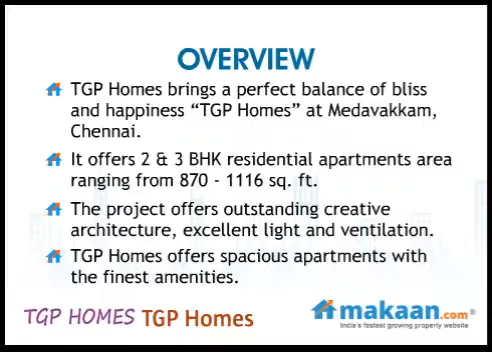 OVERVIEW
TGP Homes brings a perfect balance of bliss
and happiness “TGP Homes” at Medavakkam,
Chennai.
It offers 2 & 3 BHK residential apartments area
ranging from 870 - 1116 sq. ft.
The project offers outstanding creative
architecture, excellent light and ventilation.
TGP Homes offers spacious apartments with
the finest amenities.
TGP HOMES TGP Homes
makaan.com®
India's fastest growing property website